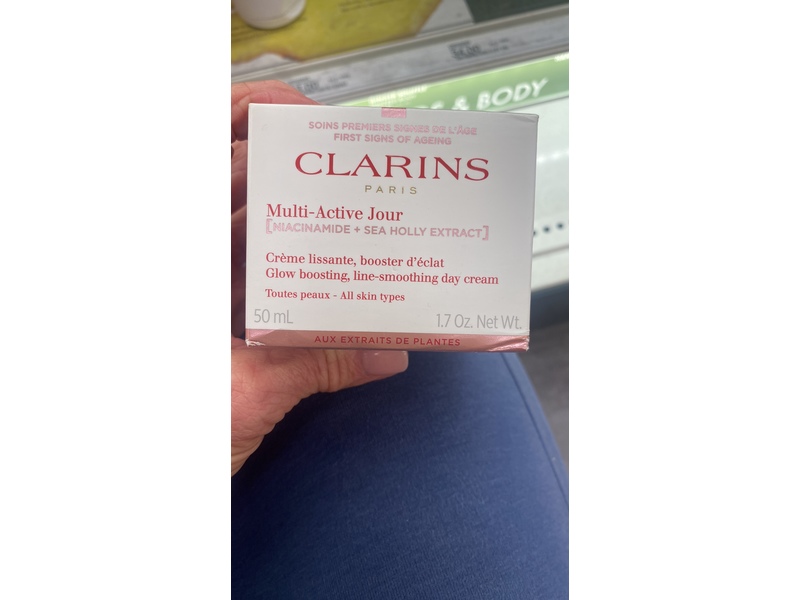 & BODY
SOINS PREMIERS SIGNES DE L'ÂGE
FIRST SIGNS OF AGEING
CLARINS
PARIS
Multi-Active Jour
[NIACINAMIDE + SEA HOLLY EXTRACT]
Crème lissante, booster d'éclat
Glow boosting, line-smoothing day cream
Toutes peaux - All skin types
50 mL
1.7 Oz. Net Wt.
AUX EXTRAITS DE PLANTES